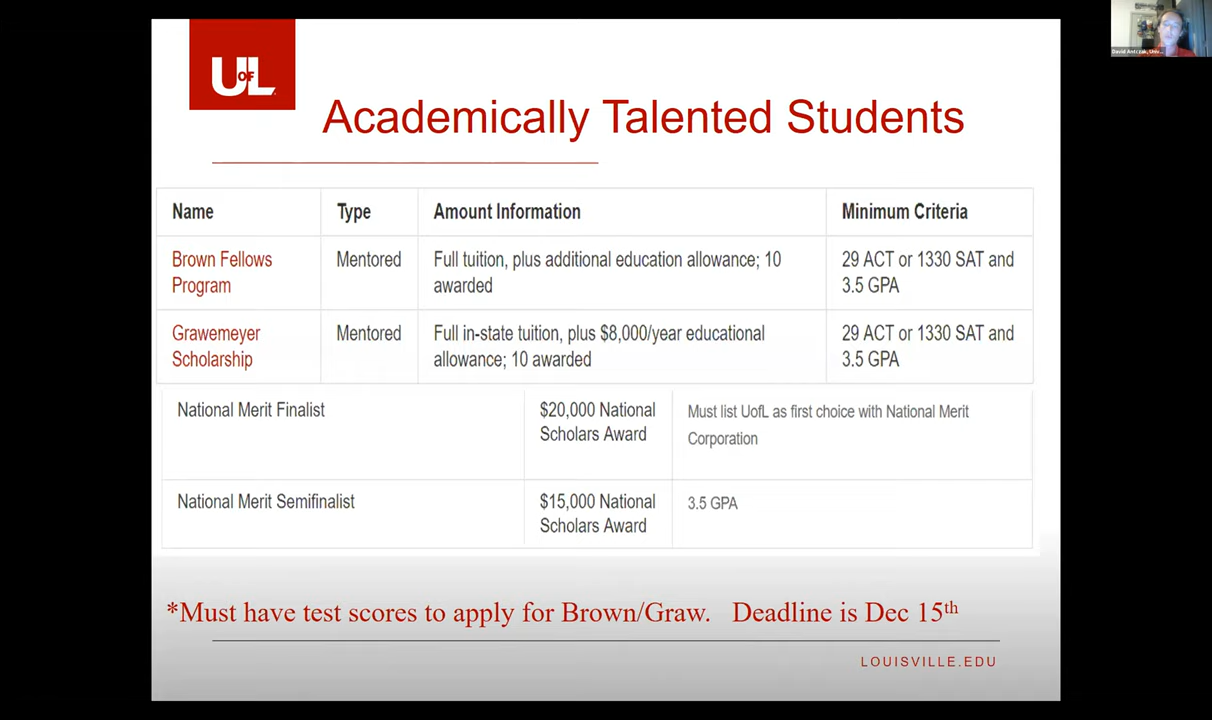 U OF L
Academically Talented Students
Name Type Amount Information Minimum Criteria
Brown Fellows Mentored Full tuition, plus additional education allowance; 10 29 ACT or 1330 SAT and
Program awarded 3.5 GPA
Grawemeyer Mentored Full in-state tuition, plus $8,000/year educational 29 ACT or 1330 SAT and
Scholarship allowance; 10 awarded 3.5 GPA
National Merit Finalist $20,000 National Must list UofL as first choice with National Merit
Scholars Award Corporation
National Merit Semifinalist $15,000 National 3.5 GPA
Scholars Award
*Must have test scores to apply for Brown/Graw. Deadline is Dec 15th
LOUISVILLE.EDU
David Antczak, Univ...